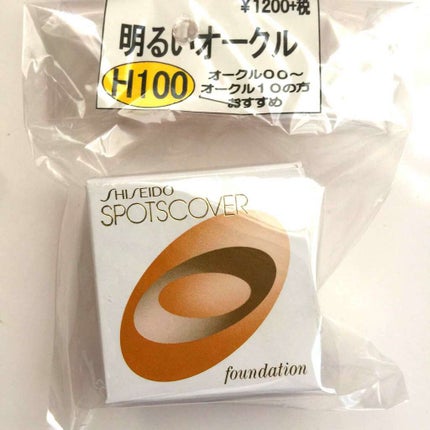 ¥1200+税
明るいオークル
H100
オークル00〜
オークル10の方
おすすめ
SHISEIDO
SPOTSCOVER
foundation